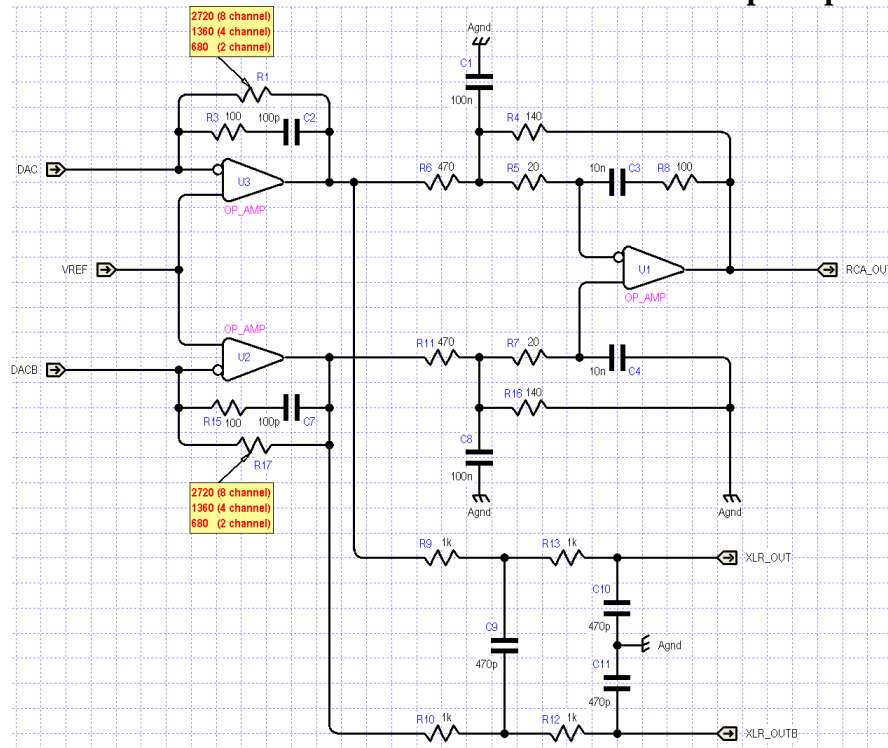 2720 (8 channel)
1360 (4 channel)
680 (2 channel)
Agnd
R1
C1
100n
R3 100
100p C2
R4 140
DAC
U3
OP_AMP
R6 470
R5 20
10n C3
R8 100
VREF
U1
OP_AMP
RCA_OU
OP_AMP
U2
DACB
R11 470
R7 20
10n C4
R15 100
100p C7
R16 140
R17
C8
100n
2720 (8 channel)
1360 (4 channel)
680 (2 channel)
Agnd
Agnd
R9 1k
R13 1k
XLR_OUT
C10
470p
C9
470p
Agnd
C11
470p
R10 1k
R12 1k
XLR_OUTB